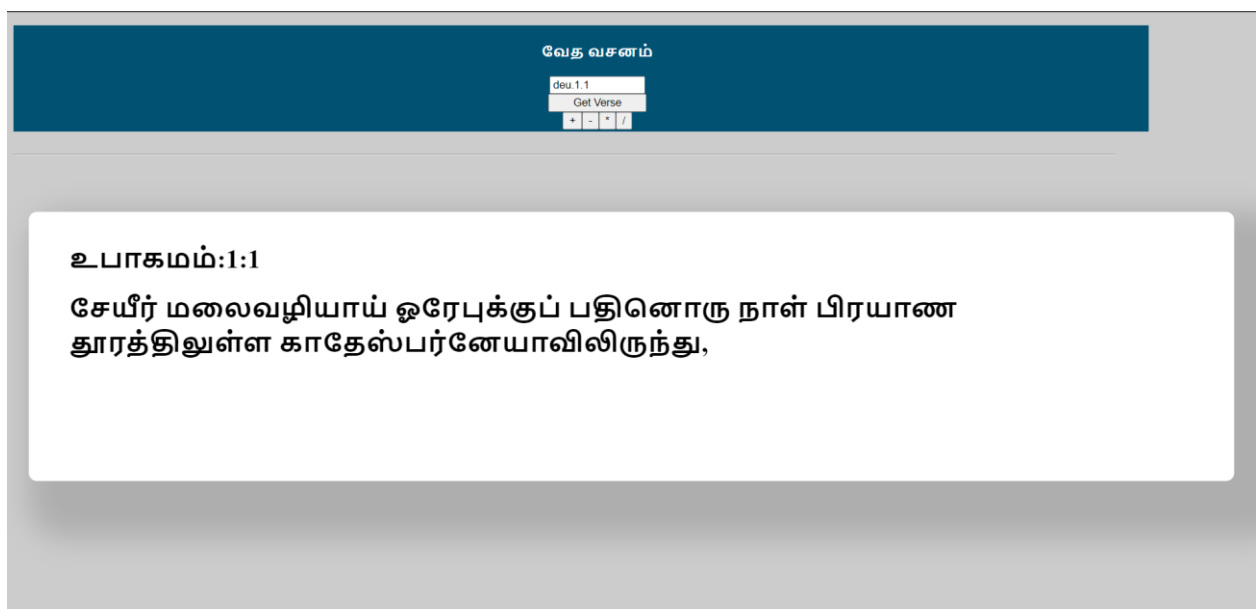 வேத வசனம்
deu.1.1
Get Verse
+ - * /
உபாகமம்:1:1
சேயீர் மலைவழியாய் ஓரேபுக்குப் பதினொரு நாள் பிரயாண
தூரத்திலுள்ள காதேஸ்பர்னேயாவிலிருந்து,